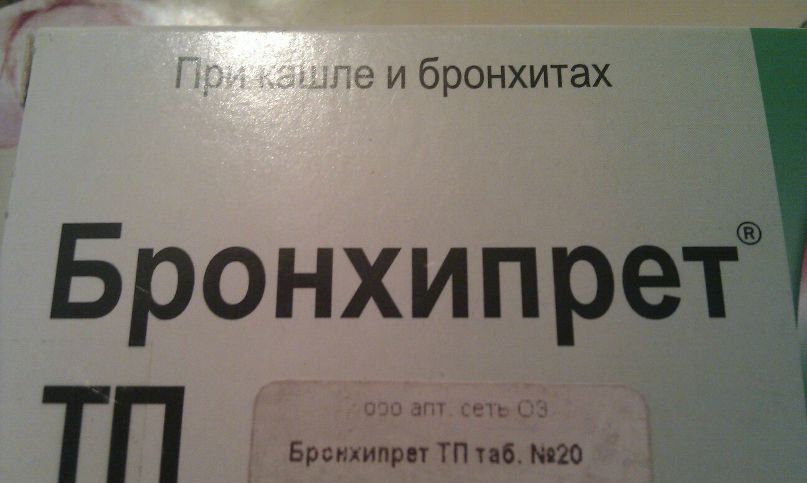 При кашле и бронхитах
Бронхипрет®
ТП
ооо апт. сеть ОЗ
Бронхипрет ТП таб. №20